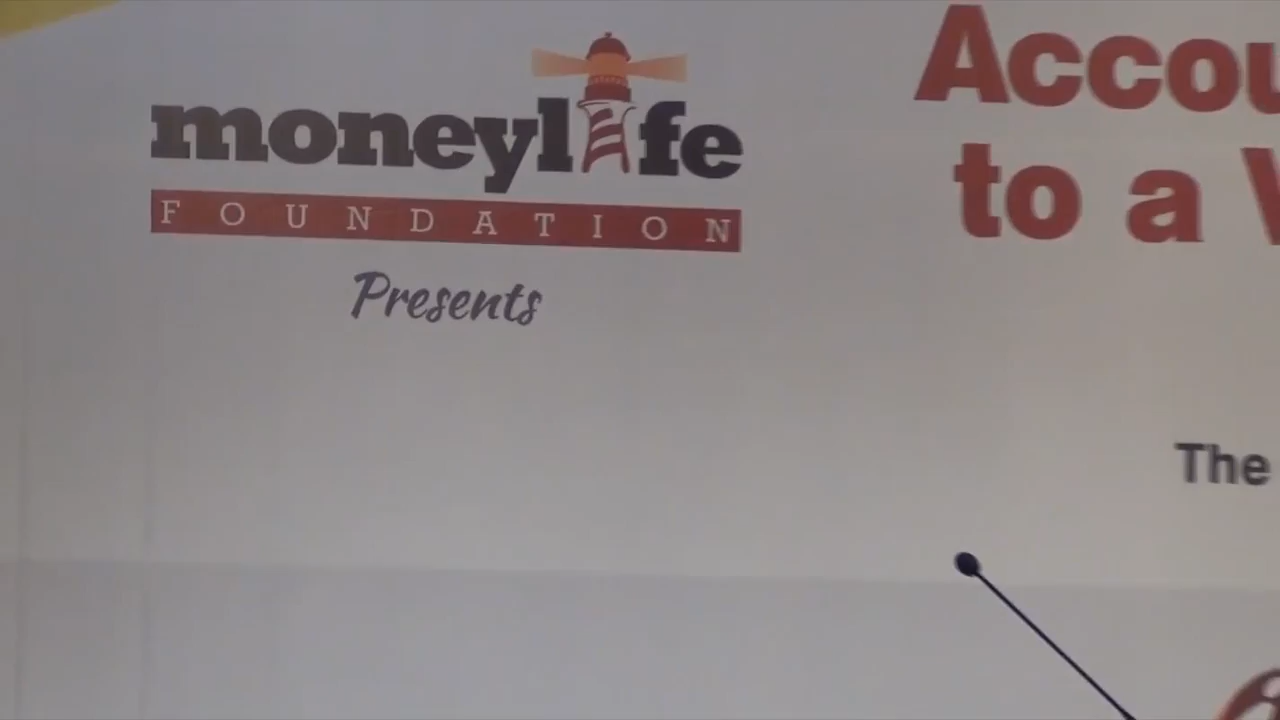 moneylife
FOUNDATION
Presents
Accou
to a
The